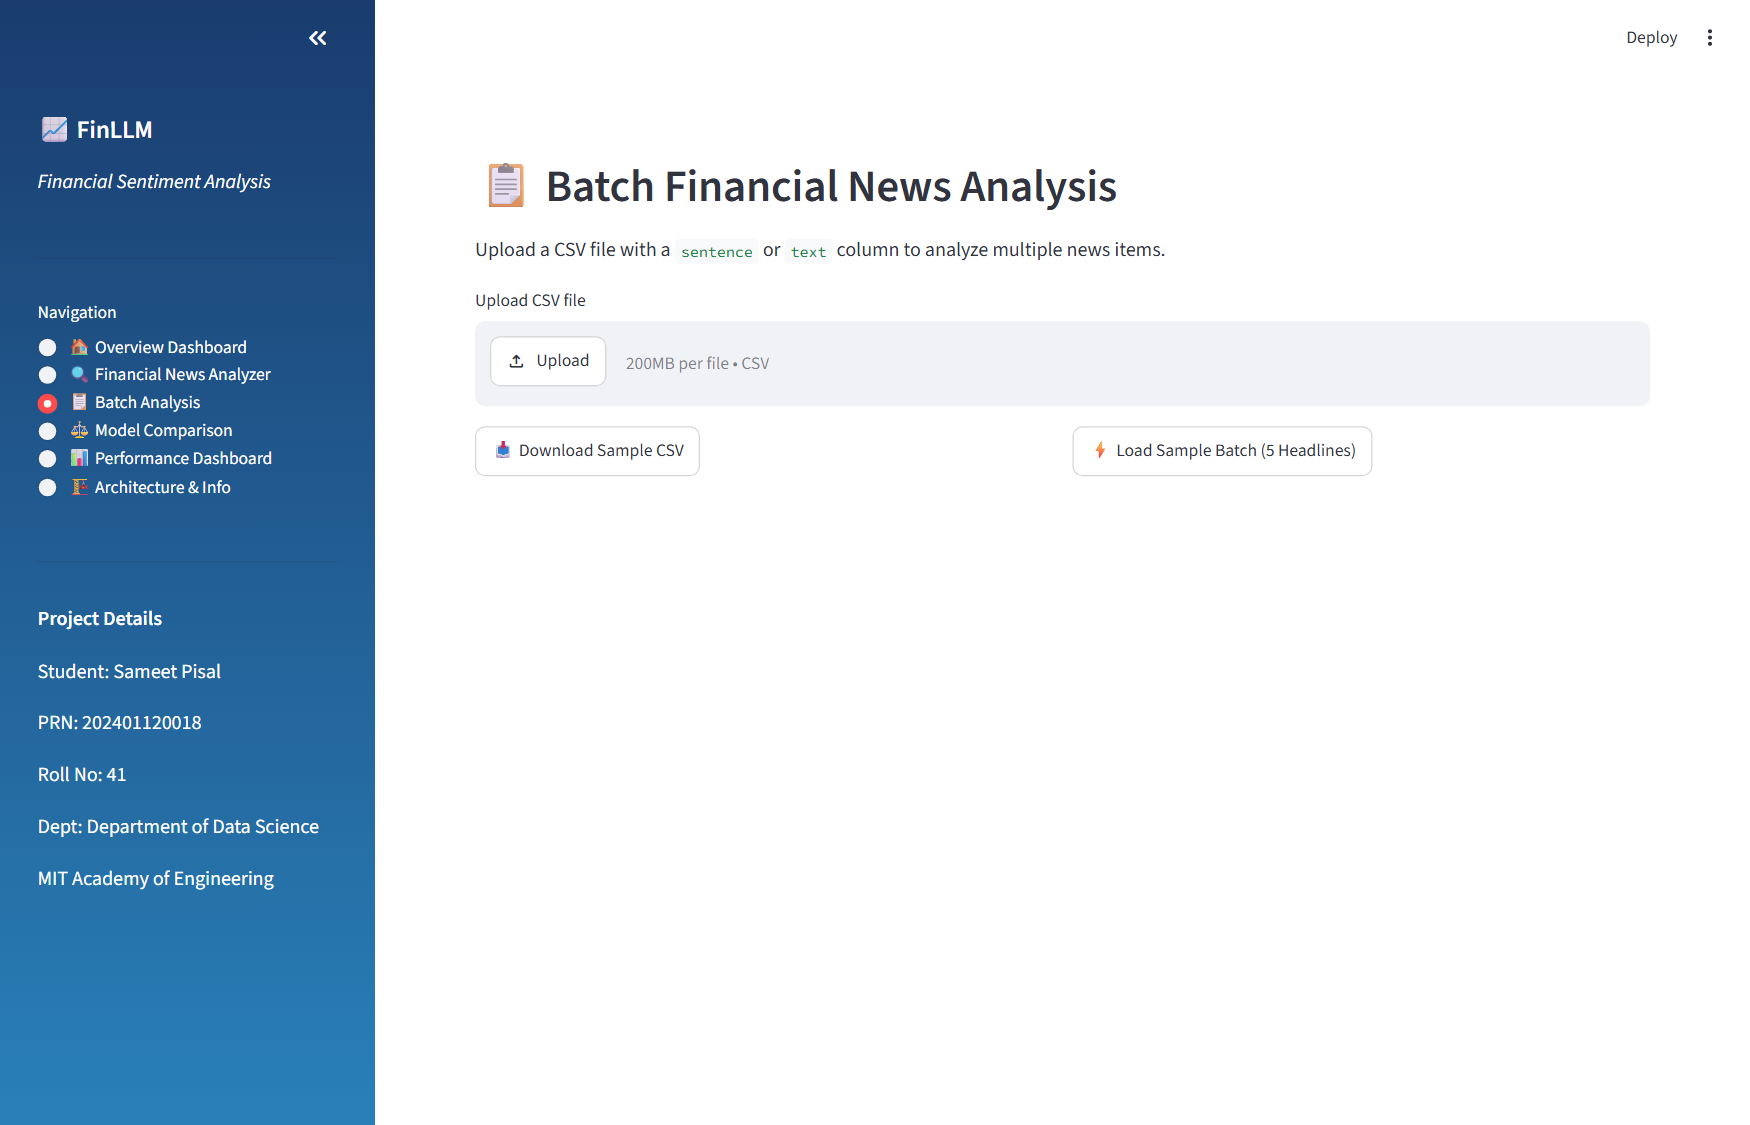 Deploy
FinLLM
Financial Sentiment Analysis
Navigation
Overview Dashboard
Financial News Analyzer
Batch Analysis
Model Comparison
Performance Dashboard
Architecture & Info
Project Details
Student: Sameet Pisal
PRN: 202401120018
Roll No: 41
Dept: Department of Data Science
MIT Academy of Engineering
Batch Financial News Analysis
Upload a CSV file with a sentence or text column to analyze multiple news items.
Upload CSV file
Upload 200MB per file • CSV
Download Sample CSV
Load Sample Batch (5 Headlines)